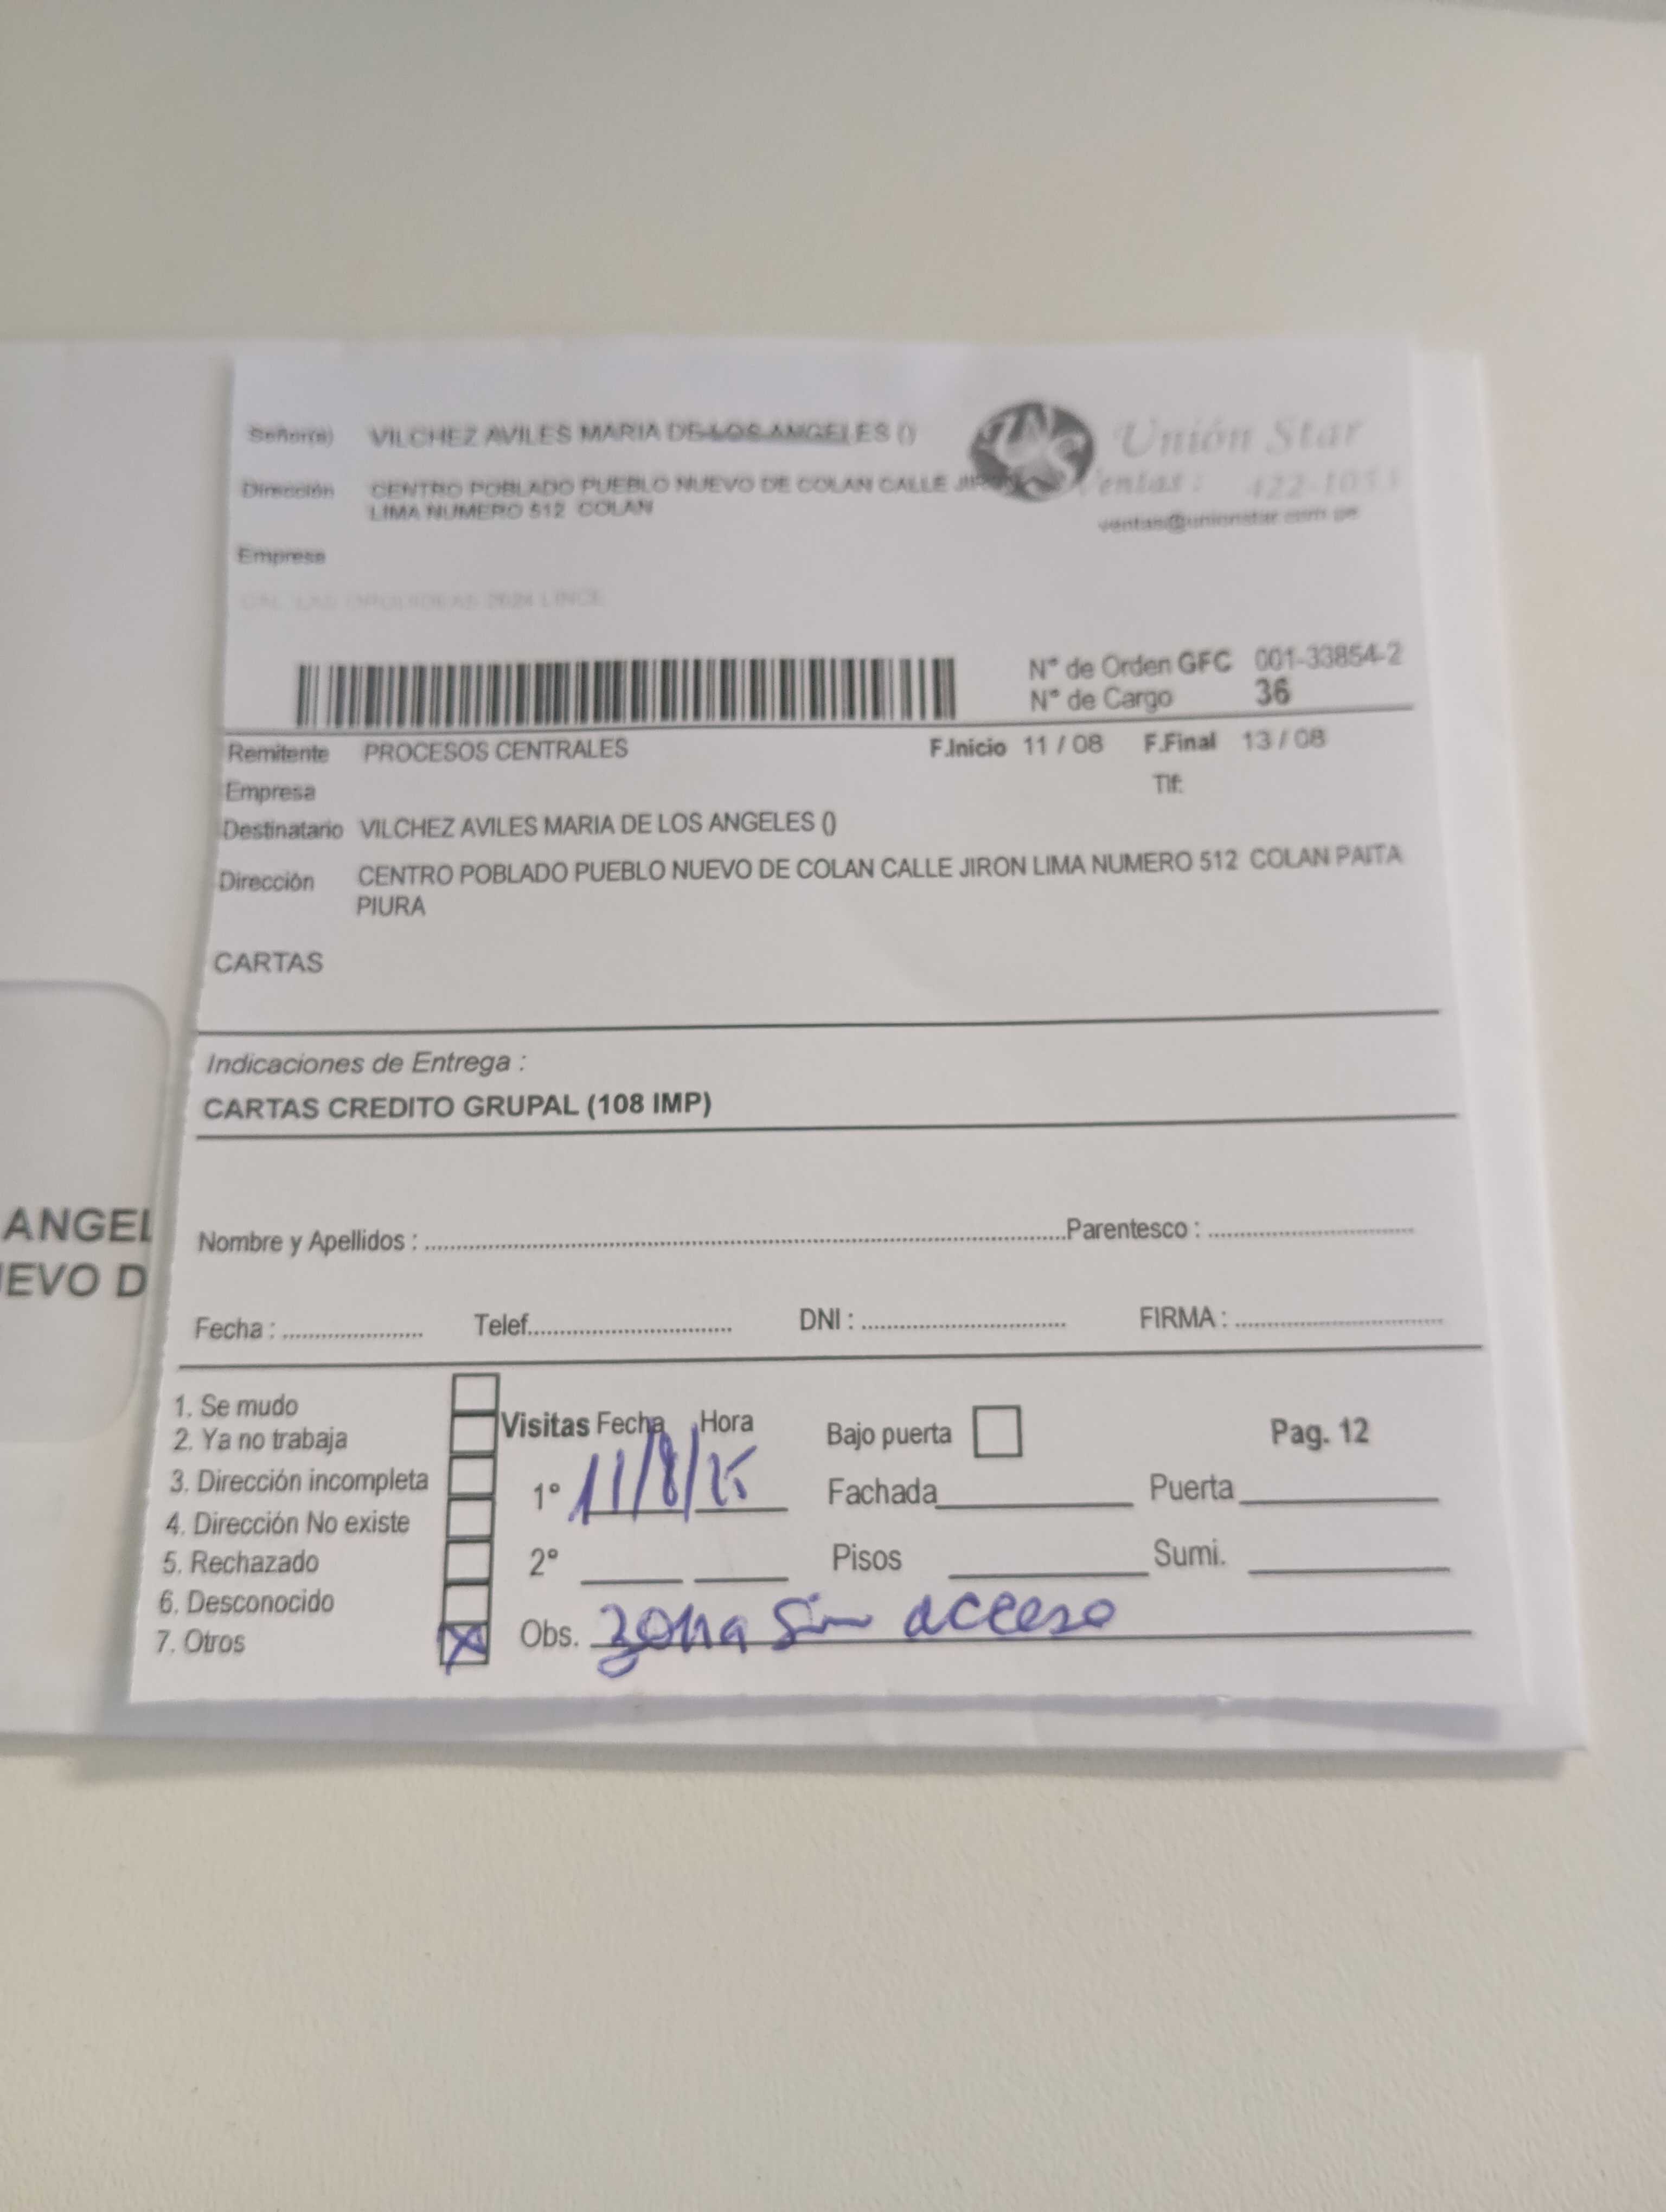 Señor(a) VILCHEZ AVILES MARIA DE LOS ANGELES ()
Unión Star
Dirección CENTRO POBLADO PUEBLO NUEVO DE COLAN CALLE JIRON
LIMA NUMERO 512 COLAN
Ventas : 422-1033
ventas@unionstar.com.pe
Empresa
2624 LINCE
N° de Orden GFC 001-33854-2
N° de Cargo 36
Remitente PROCESOS CENTRALES F.Inicio 11 / 08 F.Final 13 / 08
Empresa Tlf:
Destinatario VILCHEZ AVILES MARIA DE LOS ANGELES ()
Dirección CENTRO POBLADO PUEBLO NUEVO DE COLAN CALLE JIRON LIMA NUMERO 512 COLAN PAITA
PIURA
CARTAS
Indicaciones de Entrega :
CARTAS CREDITO GRUPAL (108 IMP)
ANGEL
EVO D
Nombre y Apellidos : Parentesco :
Fecha : Telef. DNI : FIRMA :
1. Se mudo
2. Ya no trabaja
3. Dirección incompleta
4. Dirección No existe
5. Rechazado
6. Desconocido
7. Otros X
Visitas Fecha Hora Bajo puerta Pag. 12
1° 11/8/25 Fachada Puerta
2° Pisos Sumi.
Obs. zona sin acceso